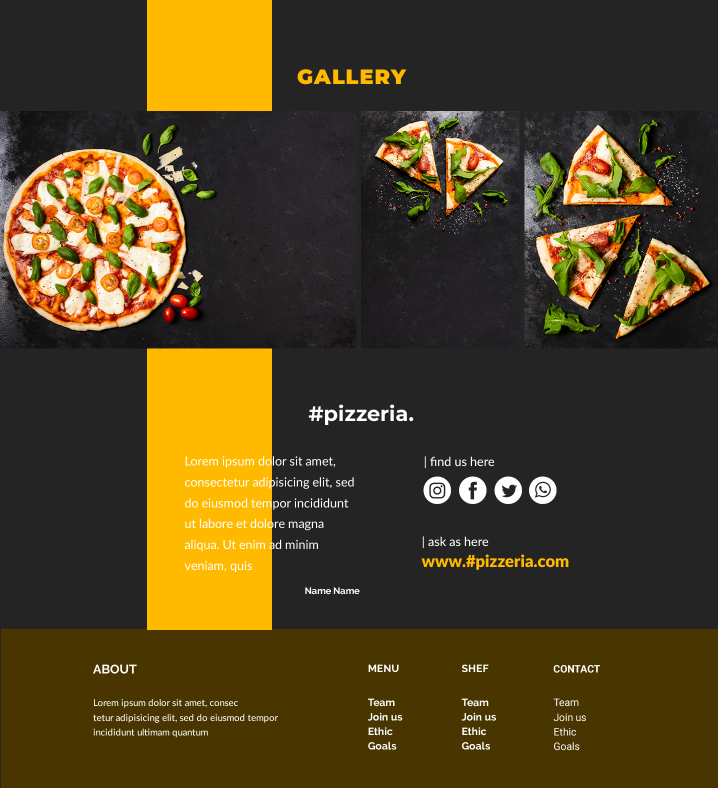 GALLERY
#pizzeria.
Lorem ipsum dolor sit amet,
consectetur adipisicing elit, sed
do eiusmod tempor incididunt
ut labore et dolore magna
aliqua. Ut enim ad minim
veniam, quis
Name Name
| find us here
| ask as here
www.#pizzeria.com
ABOUT
Lorem ipsum dolor sit amet, consec
tetur adipisicing elit, sed do eiusmod tempor
incididunt ultimam quantum
MENU
Team
Join us
Ethic
Goals
SHEF
Team
Join us
Ethic
Goals
CONTACT
Team
Join us
Ethic
Goals